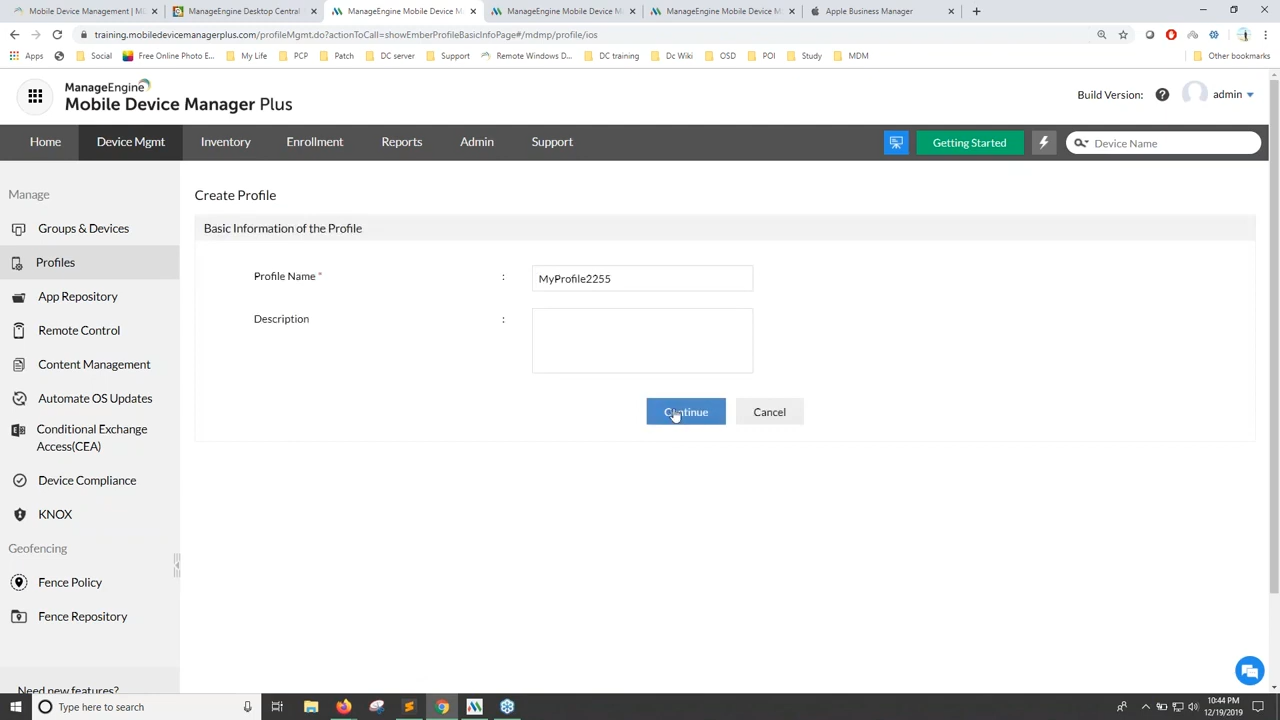 Mobile Device Management | M
ManageEngine Desktop Central
ManageEngine Mobile Device M
ManageEngine Mobile Device M
ManageEngine Mobile Device M
Apple Business Manager
training.mobiledevicemanagerplus.com/profileMgmt.do?actionToCall=showEmberProfileBasicInfoPage#/mdmp/profile/ios
Apps
Social
Free Online Photo E...
My Life
PCP
Patch
DC server
Support
Remote Windows D...
DC training
Dc Wiki
OSD
POI
Study
MDM
Other bookmarks
ManageEngine
Mobile Device Manager Plus
Build Version:
admin
Home
Device Mgmt
Inventory
Enrollment
Reports
Admin
Support
Getting Started
Device Name
Manage
Groups & Devices
Profiles
App Repository
Remote Control
Content Management
Automate OS Updates
Conditional Exchange
Access(CEA)
Device Compliance
KNOX
Geofencing
Fence Policy
Fence Repository
Need new features?
Create Profile
Basic Information of the Profile
Profile Name * :
MyProfile2255
Description :
Continue
Cancel
Type here to search
10:44 PM
12/19/2019